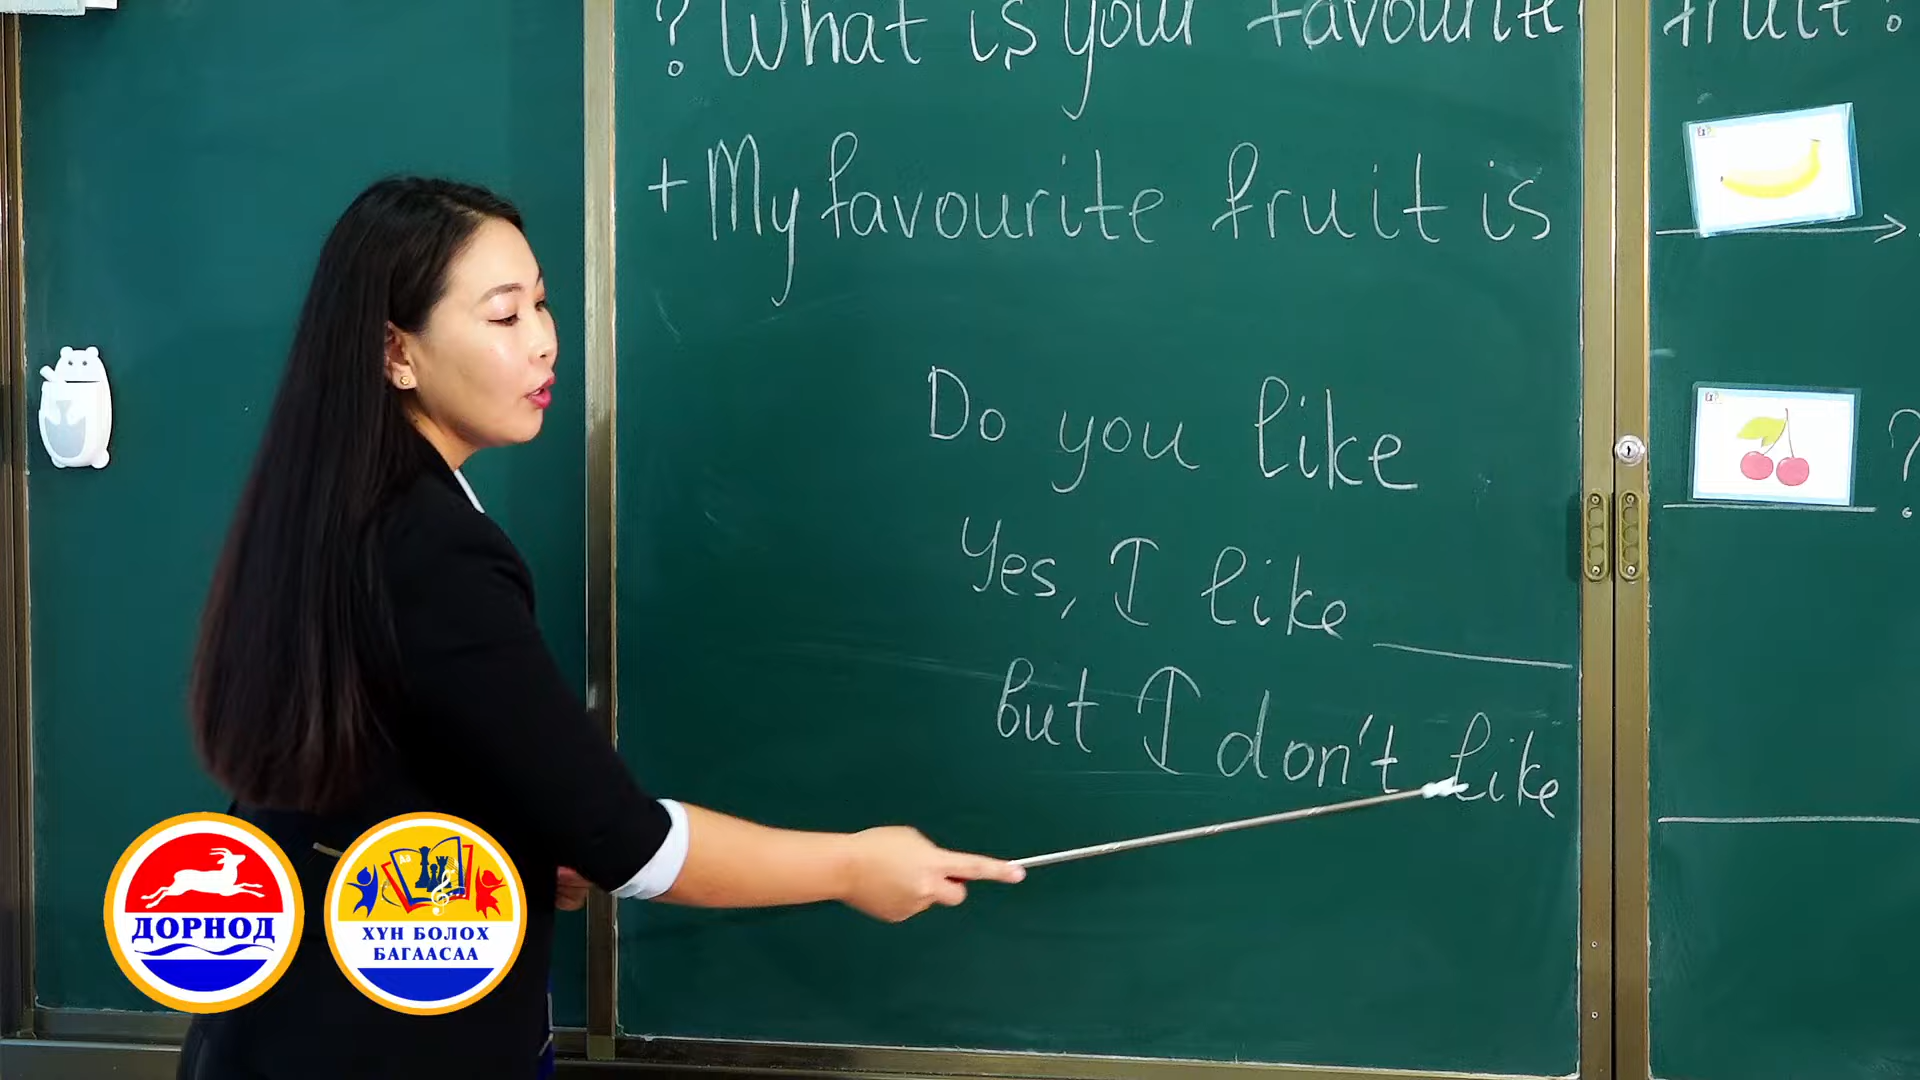 ? What is your favourite fruit?
+ My favourite fruit is
Do you like ?
Yes, I like
but I don't like
ДОРНОД
ХҮН БОЛОХ
БАГААСАА